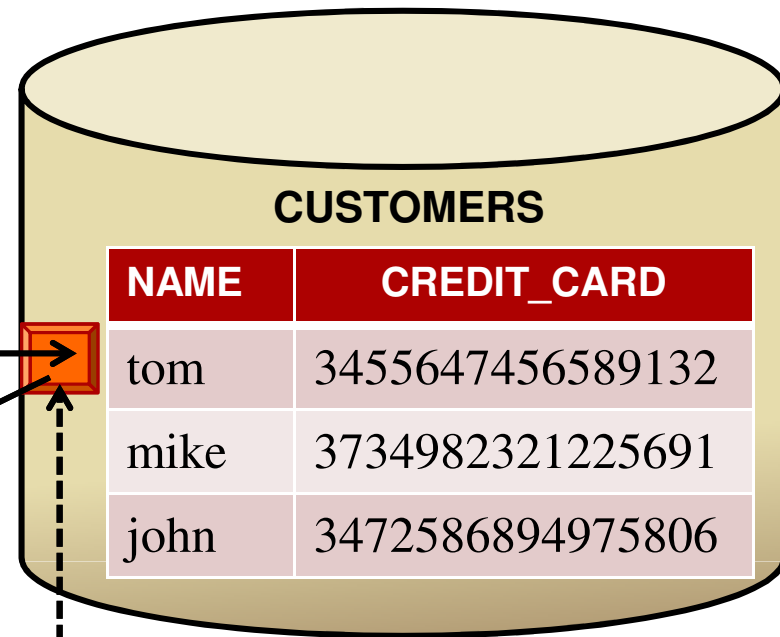 CUSTOMERS
NAME CREDIT_CARD
tom 3455647456589132
mike 3734982321225691
john 3472586894975806